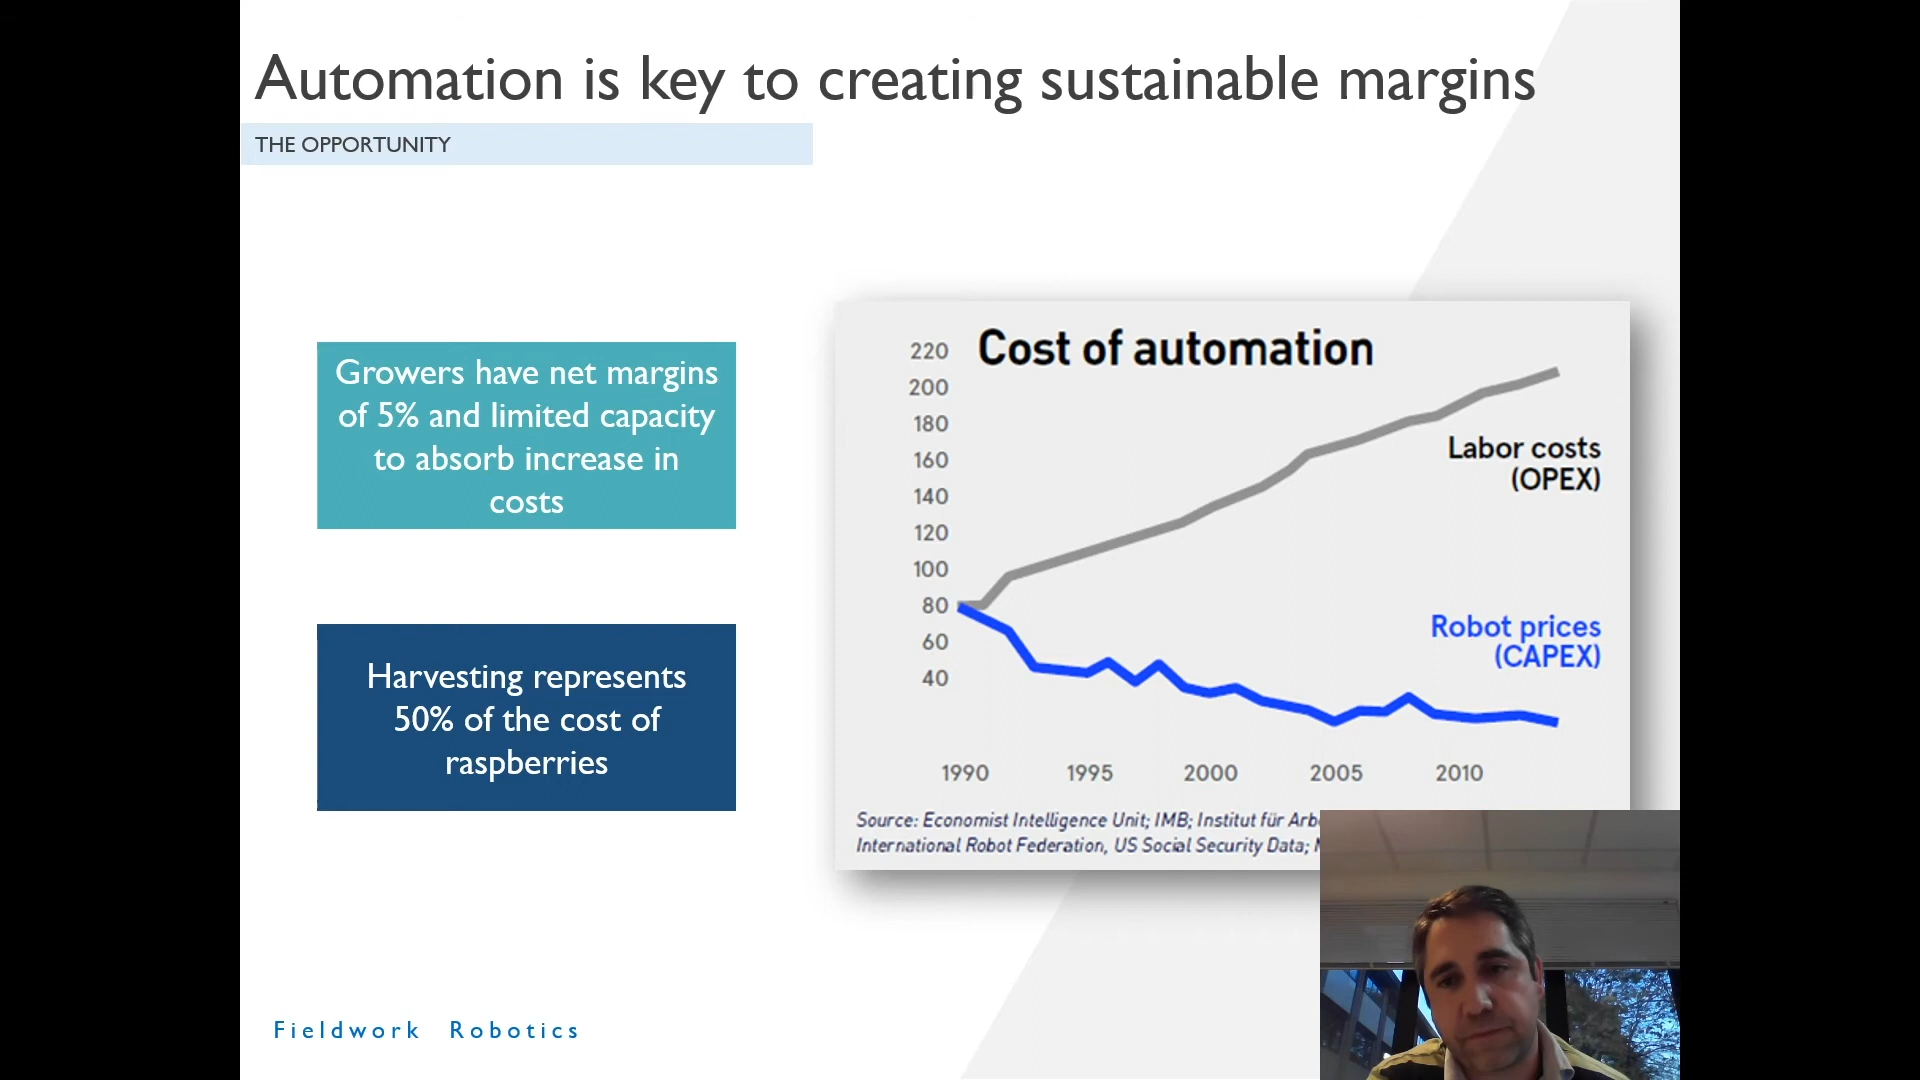 Automation is key to creating sustainable margins
THE OPPORTUNITY
Growers have net margins
of 5% and limited capacity
to absorb increase in
costs
Harvesting represents
50% of the cost of
raspberries
Cost of automation
220
200
180
160
140
120
100
80
60
40
Labor costs
(OPEX)
Robot prices
(CAPEX)
1990 1995 2000 2005 2010
Source: Economist Intelligence Unit; IMB; Institut für
International Robot Federation, US Social Security Data;
Fieldwork Robotics